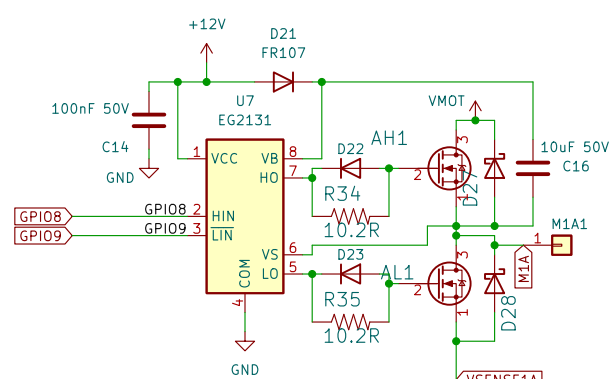 +12V
D21
FR107
100nF 50V
C14
GND
U7
EG2131
VMOT
AH1
D22
R34
10.2R
D27
10uF 50V
C16
1
VCC
VB
8
HO
7
2
3
1
GPIO8
GPIO8
2
HIN
GPIO9
GPIO9
3
LIN
VS
6
LO
5
COM
4
GND
D23
AL1
R35
10.2R
2
3
1
D28
M1A1
1
M1A
VSENSE1A